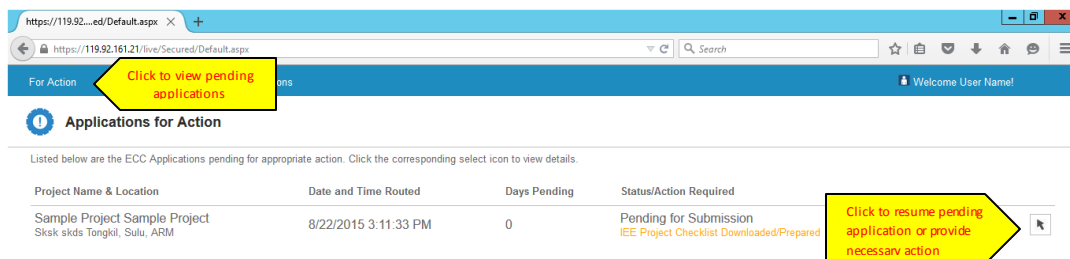 https://119.92....ed/Default.aspx
https://119.92.161.21/live/Secured/Default.aspx
Search
For Action
Click to view pending
applications
ons
Welcome User Name!
Applications for Action
Listed below are the ECC Applications pending for appropriate action. Click the corresponding select icon to view details.
Project Name & Location Date and Time Routed Days Pending Status/Action Required
Sample Project Sample Project 8/22/2015 3:11:33 PM 0 Pending for Submission
Sksk skds Tongkil, Sulu, ARM IEE Project Checklist Downloaded/Prepared
Click to resume pending
application or provide
necessary action